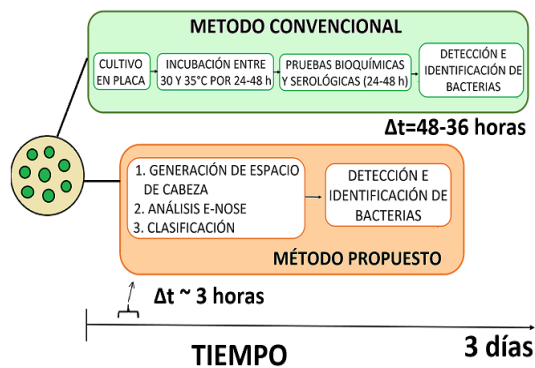 METODO CONVENCIONAL
CULTIVO
EN PLACA
INCUBACIÓN ENTRE
30 Y 35°C POR 24-48 h
PRUEBAS BIOQUÍMICAS
Y SEROLÓGICAS (24-48 h)
DETECCIÓN E
IDENTIFICACIÓN DE
BACTERIAS
Δt=48-36 horas
1. GENERACIÓN DE ESPACIO
DE CABEZA
2. ANÁLISIS E-NOSE
3. CLASIFICACIÓN
DETECCIÓN E
IDENTIFICACIÓN DE
BACTERIAS
MÉTODO PROPUESTO
Δt ~ 3 horas
TIEMPO
3 días